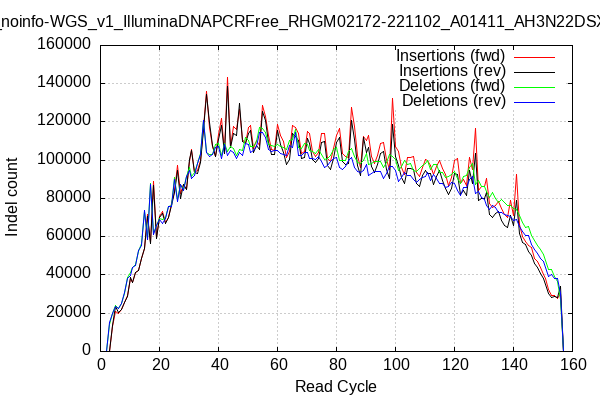 _noinfo-WGS_v1_IlluminaDNAPCRFree_RHGM02172-221102_A01411_AH3N22DSX
Insertions (fwd)
Insertions (rev)
Deletions (fwd)
Deletions (rev)
160000
140000
120000
100000
80000
60000
40000
20000
0
Indel count
0 20 40 60 80 100 120 140 160
Read Cycle